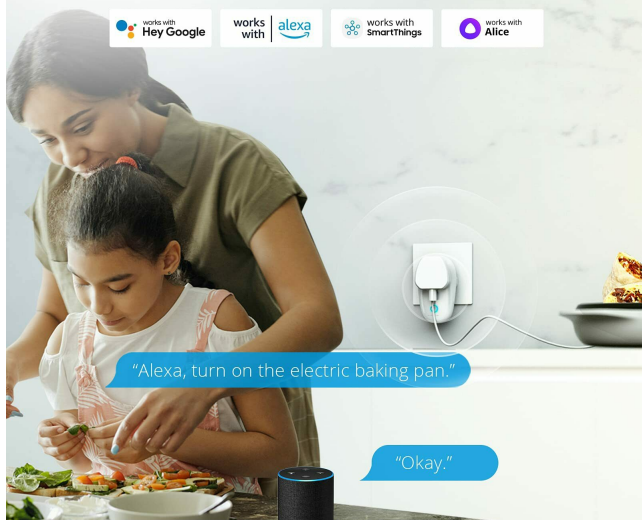 works with
Hey Google
works
with
alexa
works with
SmartThings
works with
Alice
“Alexa, turn on the electric baking pan.”
“Okay.”